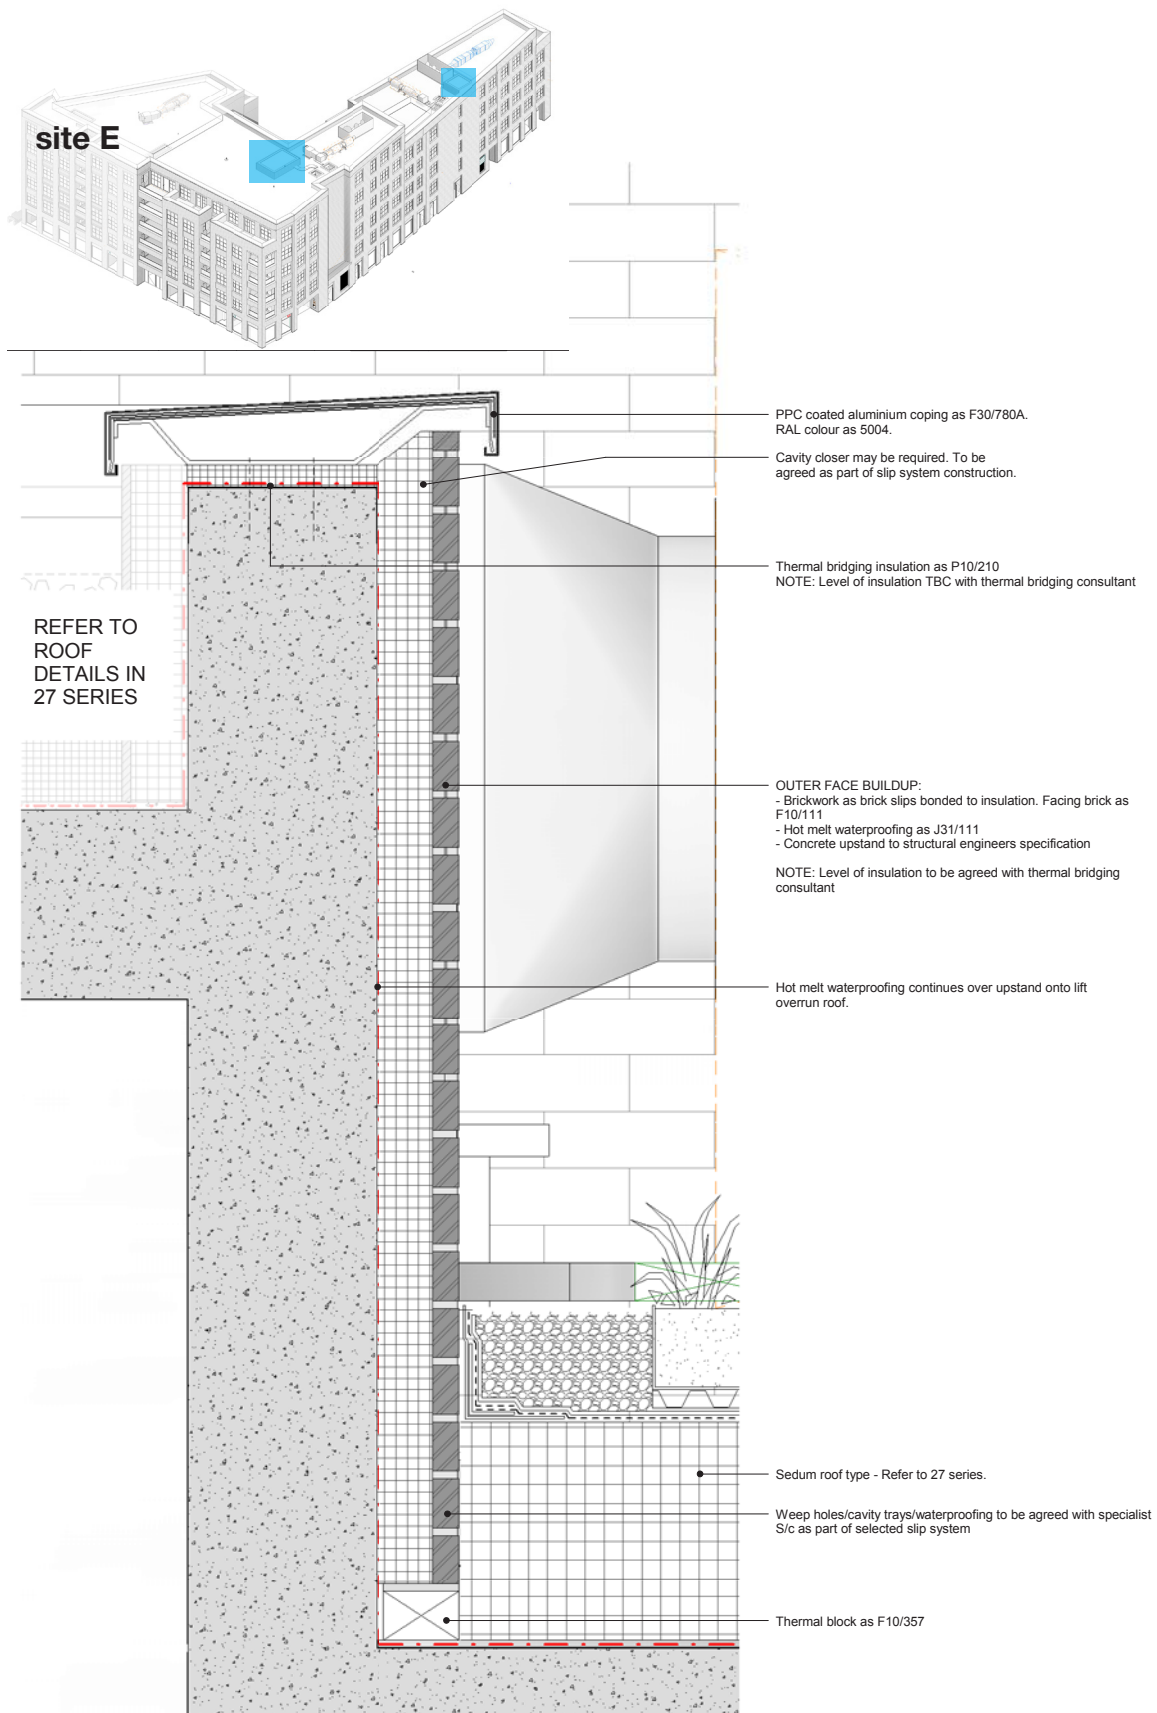 site E
PPC coated aluminium coping as F30/780A.
RAL colour as 5004.
Cavity closer may be required. To be
agreed as part of slip system construction.
Thermal bridging insulation as P10/210
NOTE: Level of insulation TBC with thermal bridging consultant
REFER TO
ROOF
DETAILS IN
27 SERIES
OUTER FACE BUILDUP:
- Brickwork as brick slips bonded to insulation. Facing brick as
F10/111
- Hot melt waterproofing as J31/111
- Concrete upstand to structural engineers specification
NOTE: Level of insulation to be agreed with thermal bridging
consultant
Hot melt waterproofing continues over upstand onto lift
overrun roof.
Sedum roof type - Refer to 27 series.
Weep holes/cavity trays/waterproofing to be agreed with specialist
S/c as part of selected slip system
Thermal block as F10/357